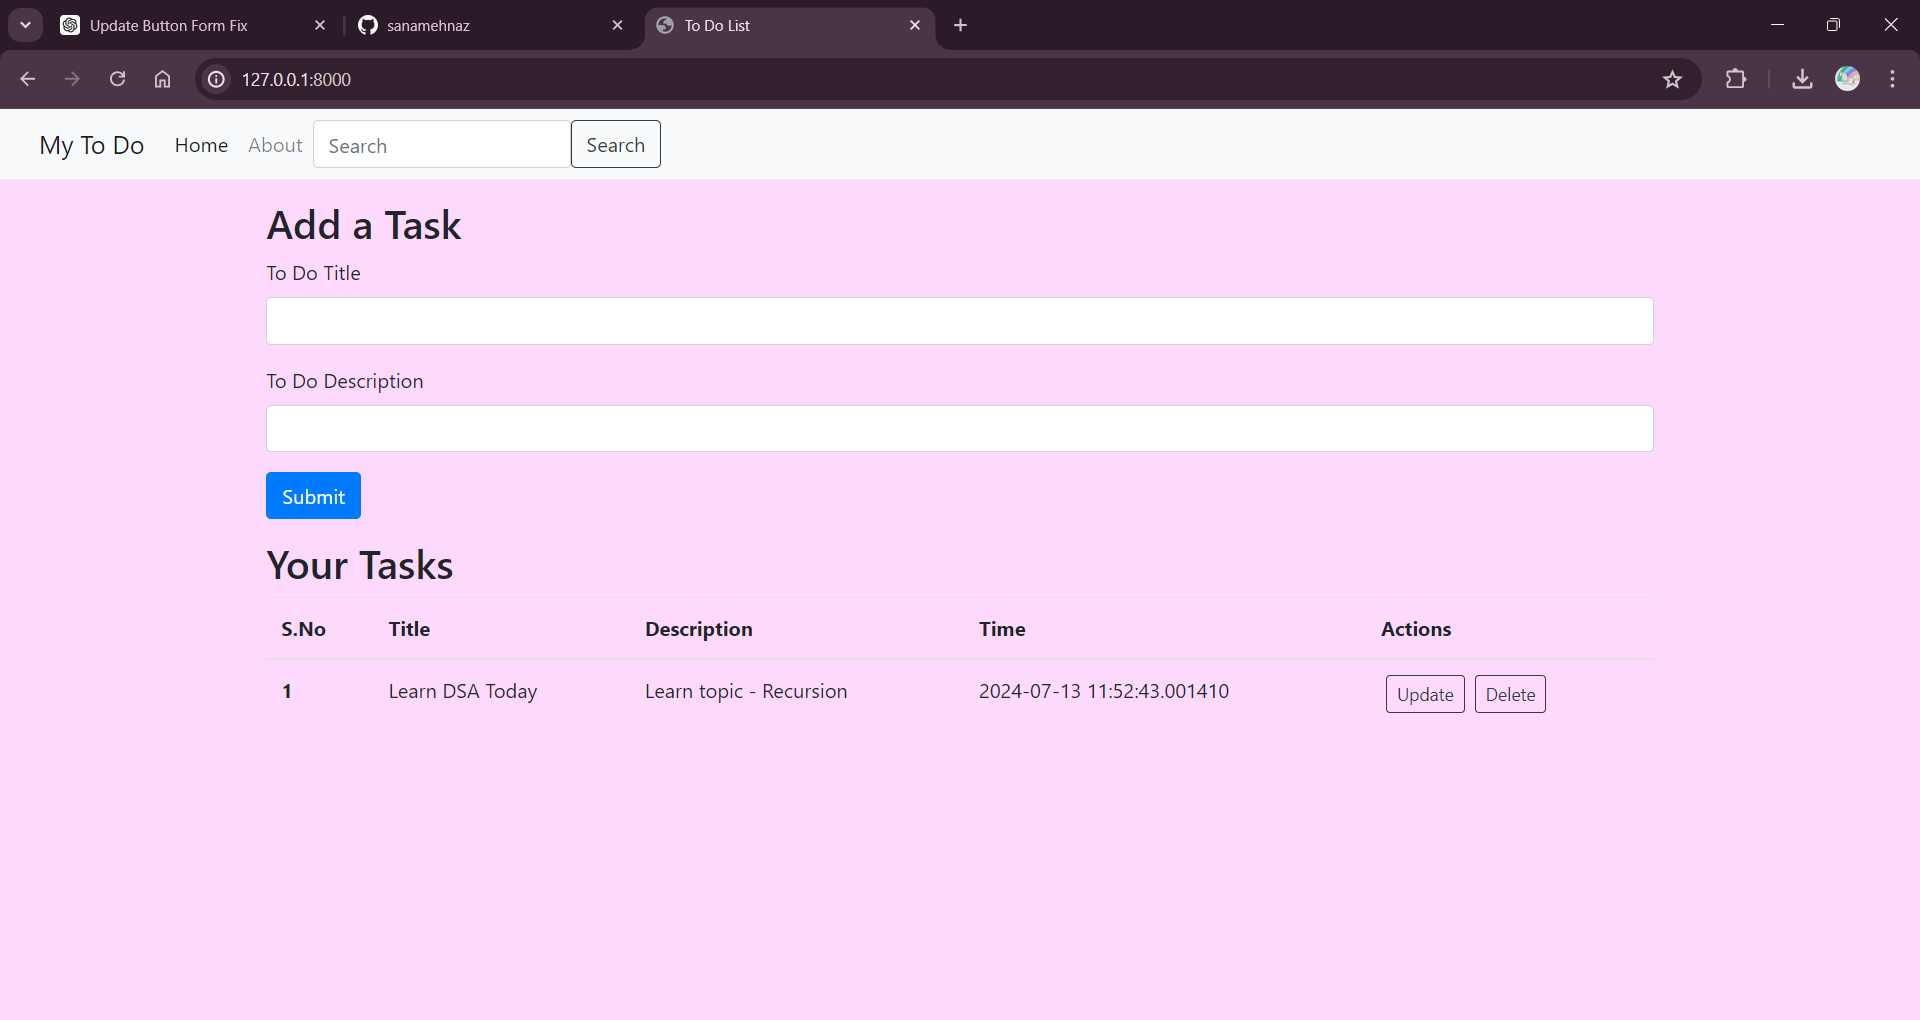 Update Button Form Fix
sanamehnaz
To Do List
127.0.0.1:8000
My To Do Home About Search Search
Add a Task
To Do Title
To Do Description
Submit
Your Tasks
S.No Title Description Time Actions
1 Learn DSA Today Learn topic - Recursion 2024-07-13 11:52:43.001410 Update Delete